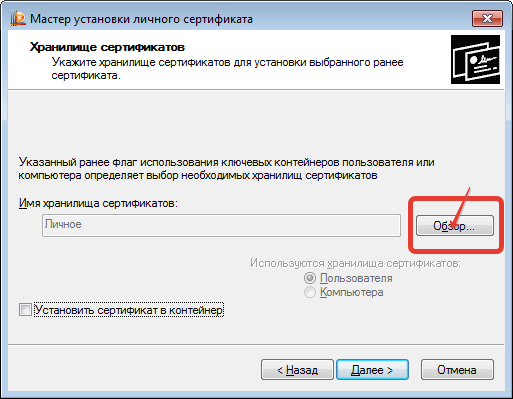 Мастер установки личного сертификата
Хранилище сертификатов
Укажите хранилище сертификатов для установки выбранного ранее
сертификата.
Указанный ранее флаг использования ключевых контейнеров пользователя или
компьютера определяет выбор необходимых хранилищ сертификатов
Имя хранилища сертификатов:
Личное
Обзор...
Используются хранилища сертификатов:
Пользователя
Компьютера
Установить сертификат в контейнер
< Назад
Далее >
Отмена